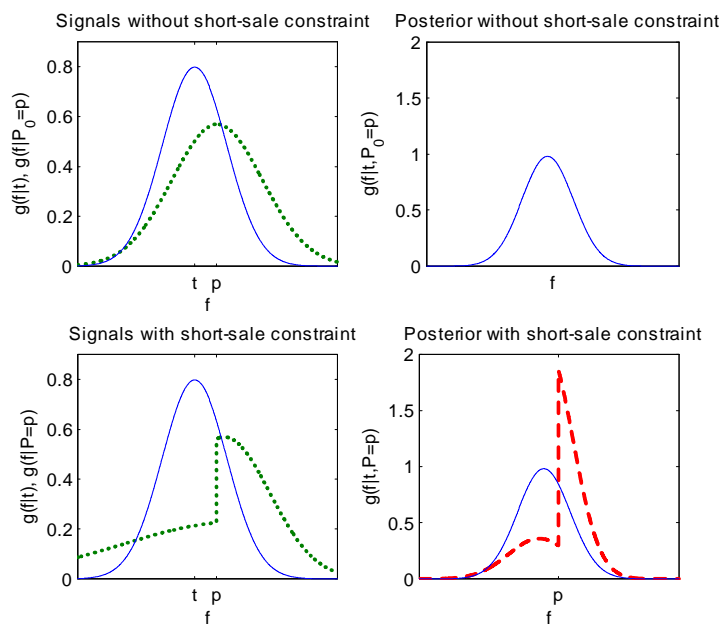 Signals without short-sale constraint
g(f|t), g(f|P_0=p)
0.8
0.6
0.4
0.2
0
t p
f
Posterior without short-sale constraint
g(f|t,P_0=p)
2
1.5
1
0.5
0
f
Signals with short-sale constraint
g(f|t), g(f|P=p)
0.8
0.6
0.4
0.2
0
t p
f
Posterior with short-sale constraint
g(f|t,P=p)
2
1.5
1
0.5
0
p
f